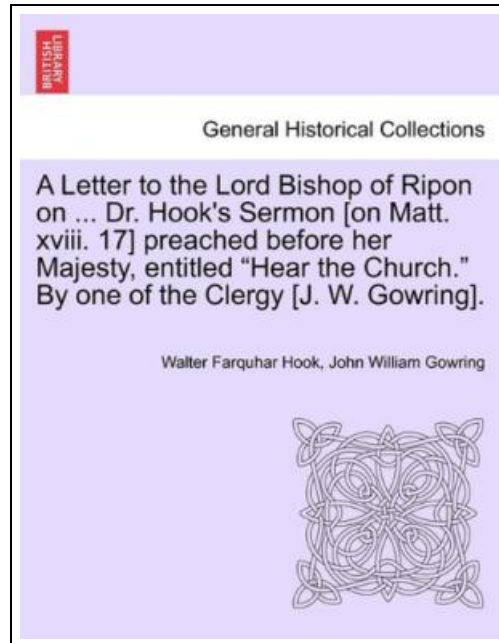 BRITISH
LIBRARY
General Historical Collections
A Letter to the Lord Bishop of Ripon
on ... Dr. Hook's Sermon [on Matt.
xviii. 17] preached before her
Majesty, entitled “Hear the Church.”
By one of the Clergy [J. W. Gowring].
Walter Farquhar Hook, John William Gowring